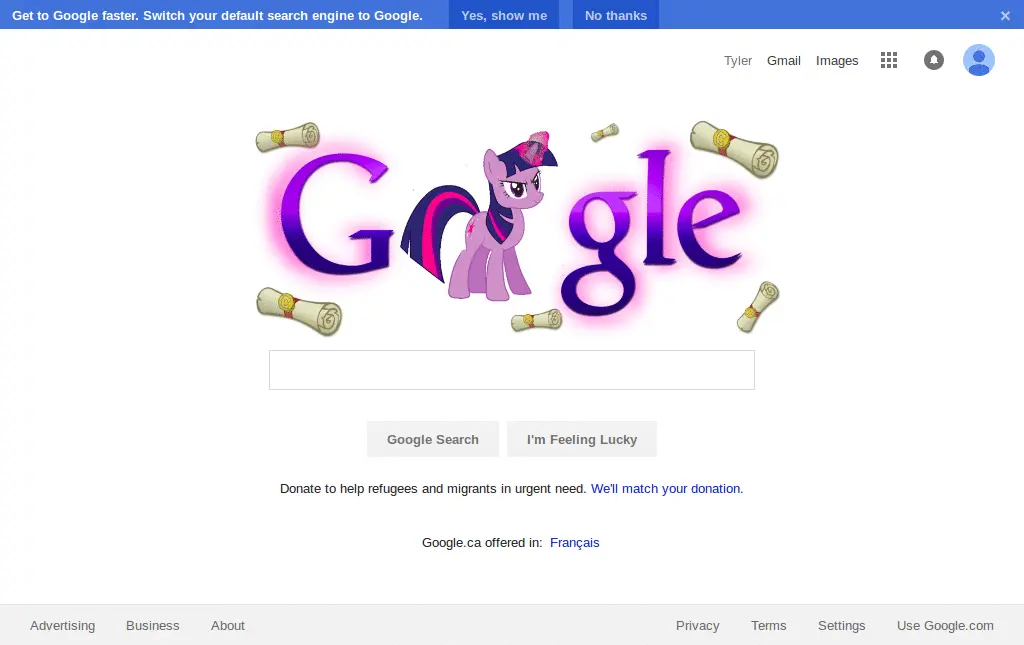 Get to Google faster. Switch your default search engine to Google. Yes, show me No thanks ×
Tyler Gmail Images
Google
Google Search I'm Feeling Lucky
Donate to help refugees and migrants in urgent need. We'll match your donation.
Google.ca offered in: Français
Advertising Business About Privacy Terms Settings Use Google.com